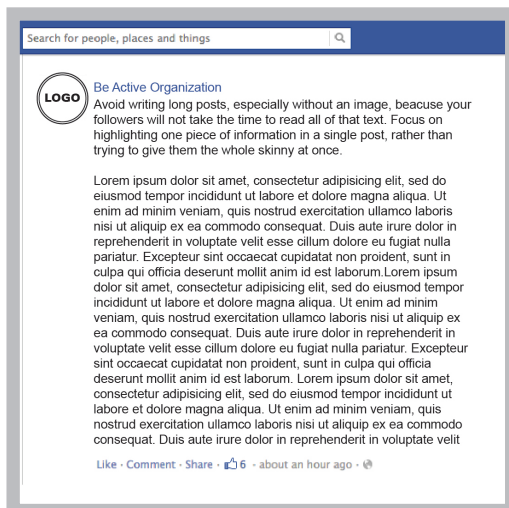 Search for people, places and things
LOGO
Be Active Organization
Avoid writing long posts, especially without an image, beacuse your
followers will not take the time to read all of that text. Focus on
highlighting one piece of information in a single post, rather than
trying to give them the whole skinny at once.
Lorem ipsum dolor sit amet, consectetur adipisicing elit, sed do
eiusmod tempor incididunt ut labore et dolore magna aliqua. Ut
enim ad minim veniam, quis nostrud exercitation ullamco laboris
nisi ut aliquip ex ea commodo consequat. Duis aute irure dolor in
reprehenderit in voluptate velit esse cillum dolore eu fugiat nulla
pariatur. Excepteur sint occaecat cupidatat non proident, sunt in
culpa qui officia deserunt mollit anim id est laborum.Lorem ipsum
dolor sit amet, consectetur adipisicing elit, sed do eiusmod tempor
incididunt ut labore et dolore magna aliqua. Ut enim ad minim
veniam, quis nostrud exercitation ullamco laboris nisi ut aliquip ex
ea commodo consequat. Duis aute irure dolor in reprehenderit in
voluptate velit esse cillum dolore eu fugiat nulla pariatur. Excepteur
sint occaecat cupidatat non proident, sunt in culpa qui officia
deserunt mollit anim id est laborum. Lorem ipsum dolor sit amet,
consectetur adipisicing elit, sed do eiusmod tempor incididunt ut
labore et dolore magna aliqua. Ut enim ad minim veniam, quis
nostrud exercitation ullamco laboris nisi ut aliquip ex ea commodo
consequat. Duis aute irure dolor in reprehenderit in voluptate velit
Like · Comment · Share · 6 · about an hour ago ·